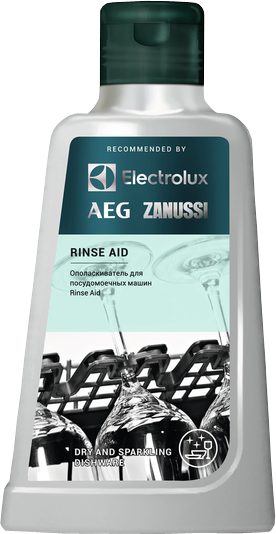 RECOMMENDED BY
Electrolux
AEG ZANUSSI
RINSE AID
Ополаскиватель для
посудомоечных машин
Rinse Aid
DRY AND SPARKLING
DISHWARE